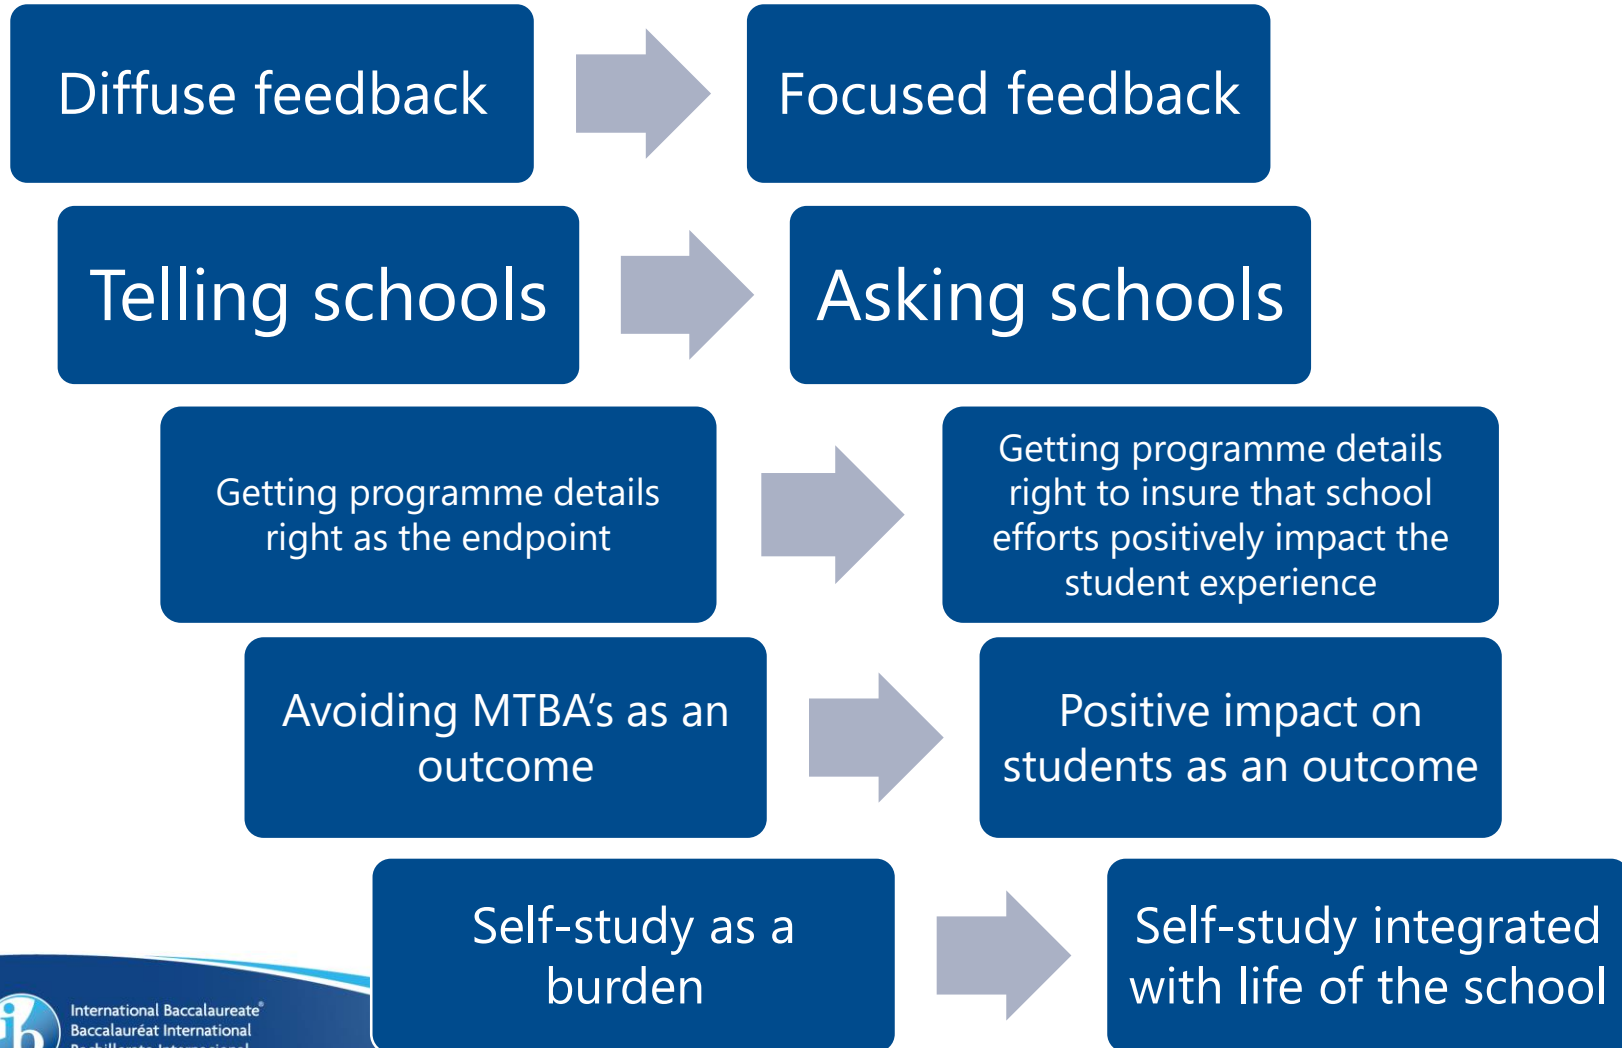 Diffuse feedback
Focused feedback
Telling schools
Asking schools
Getting programme details
right as the endpoint
Getting programme details
right to insure that school
efforts positively impact the
student experience
Avoiding MTBA's as an
outcome
Positive impact on
students as an outcome
Self-study as a
burden
Self-study integrated
with life of the school
International Baccalaureate®
Baccalauréat International